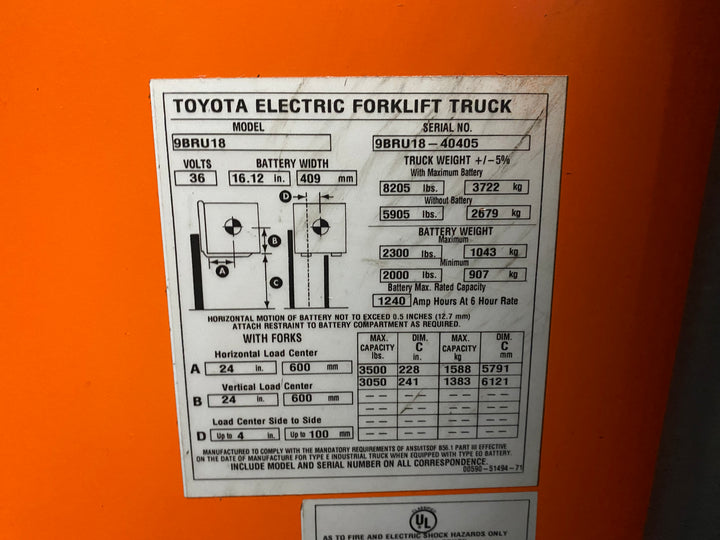 TOYOTA ELECTRIC FORKLIFT TRUCK
MODEL
9BRU18
SERIAL NO.
9BRU18-40405
VOLTS
36
BATTERY WIDTH
16.12 in. 409 mm
TRUCK WEIGHT +/-5%
With Maximum Battery
8205 lbs. 3722 kg
Without Battery
5905 lbs. 2679 kg
BATTERY WEIGHT
Maximum
2300 lbs. 1043 kg
Minimum
2000 lbs. 907 kg
Battery Max. Rated Capacity
1240 Amp Hours At 6 Hour Rate
D
B
A
C
HORIZONTAL MOTION OF BATTERY NOT TO EXCEED 0.5 INCHES (12.7 mm)
ATTACH RESTRAINT TO BATTERY COMPARTMENT AS REQUIRED.
WITH FORKS
Horizontal Load Center
A 24 in. 600 mm
Vertical Load Center
B 24 in. 600 mm
Load Center Side to Side
D Up to 4 in. Up to 100 mm
MAX. CAPACITY lbs. DIM. C in. MAX. CAPACITY kg DIM. C mm
3500 228 1588 5791
3050 241 1383 6121
-- -- -- --
-- -- -- --
-- -- -- --
-- -- -- --
MANUFACTURED TO COMPLY WITH THE MANDATORY REQUIREMENTS OF ANSI/ITSDF B56.1 PART III EFFECTIVE
ON THE DATE OF MANUFACTURE FOR TYPE E INDUSTRIAL TRUCK WHEN EQUIPPED WITH TYPE EO BATTERY.
INCLUDE MODEL AND SERIAL NUMBER ON ALL CORRESPONDENCE.
00590-51494-71
CLASSIFIED
UL
AS TO FIRE AND ELECTRIC SHOCK HAZARDS ONLY